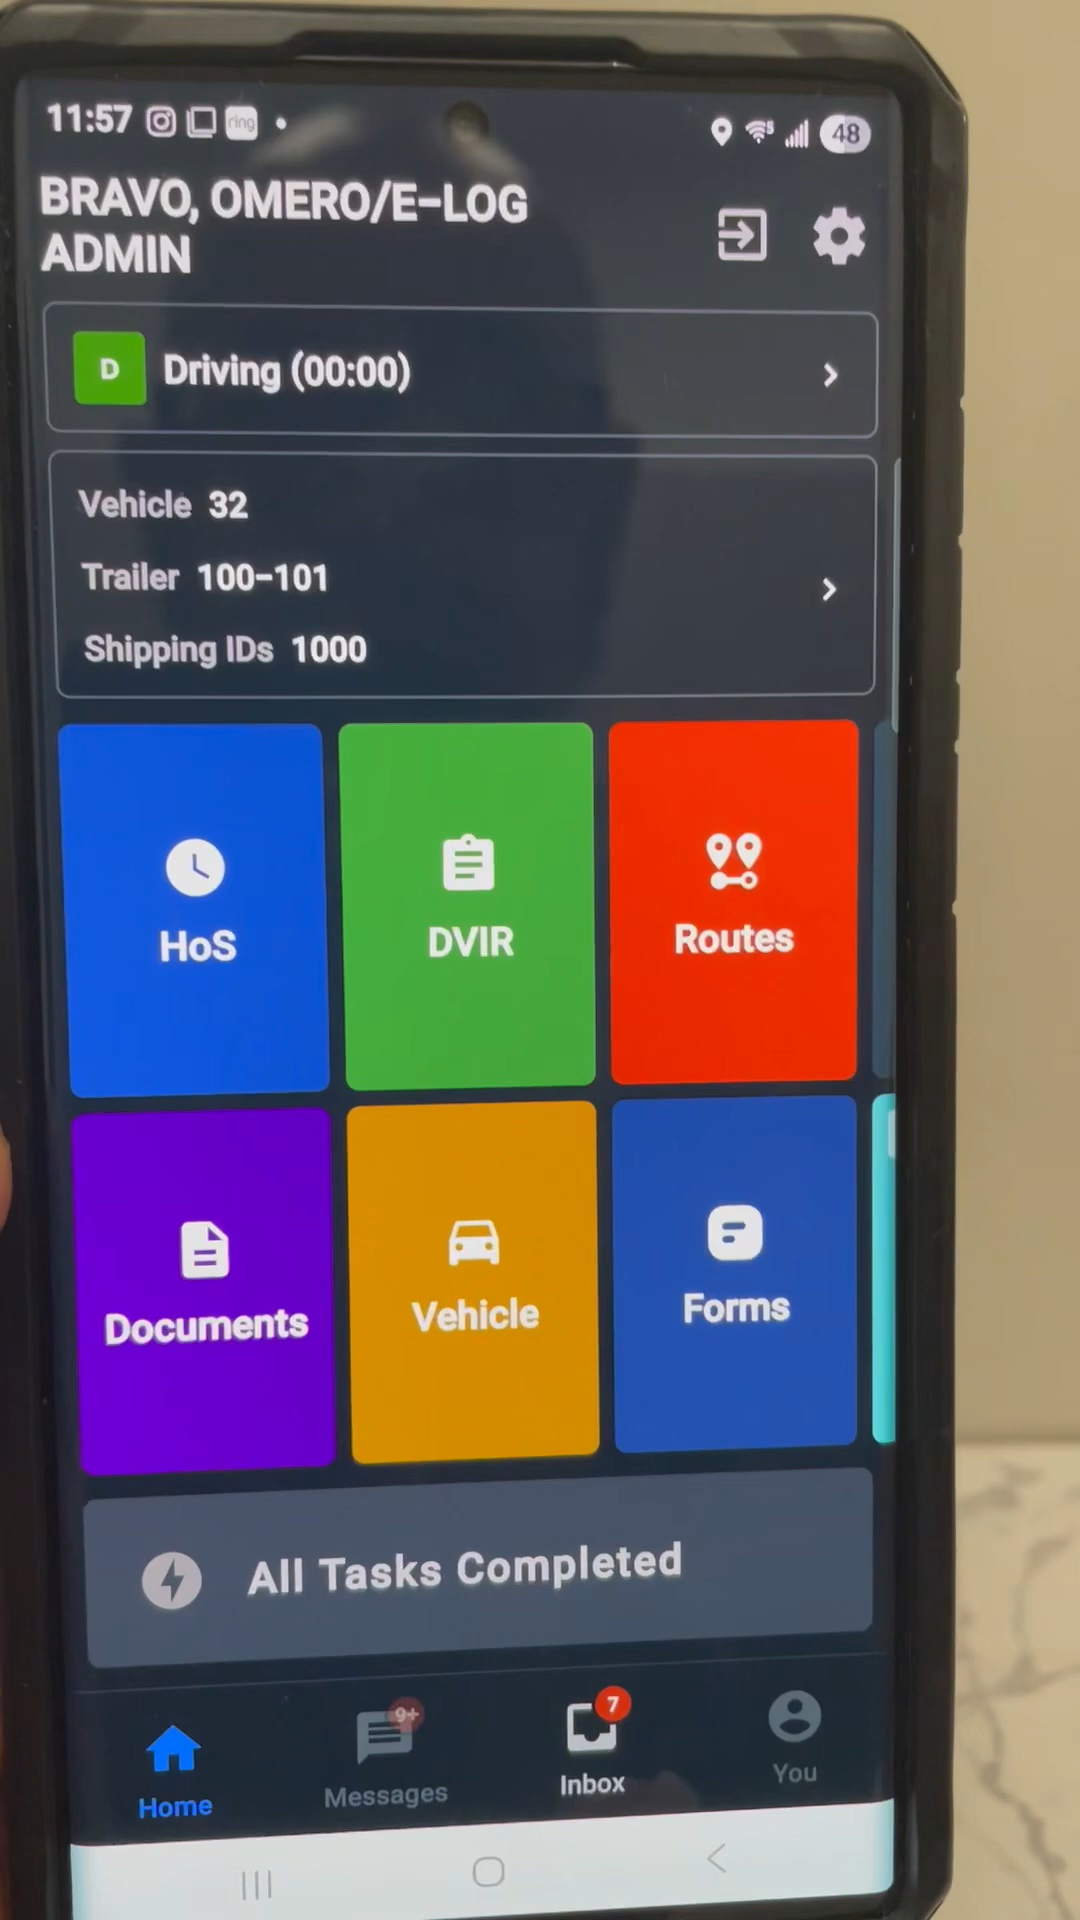 11:57 ring 48
BRAVO, OMERO/E-LOG
ADMIN
D Driving (00:00)
Vehicle 32
Trailer 100-101
Shipping IDs 1000
HoS DVIR Routes
Documents Vehicle Forms
All Tasks Completed
9+ 7
Home Messages Inbox You